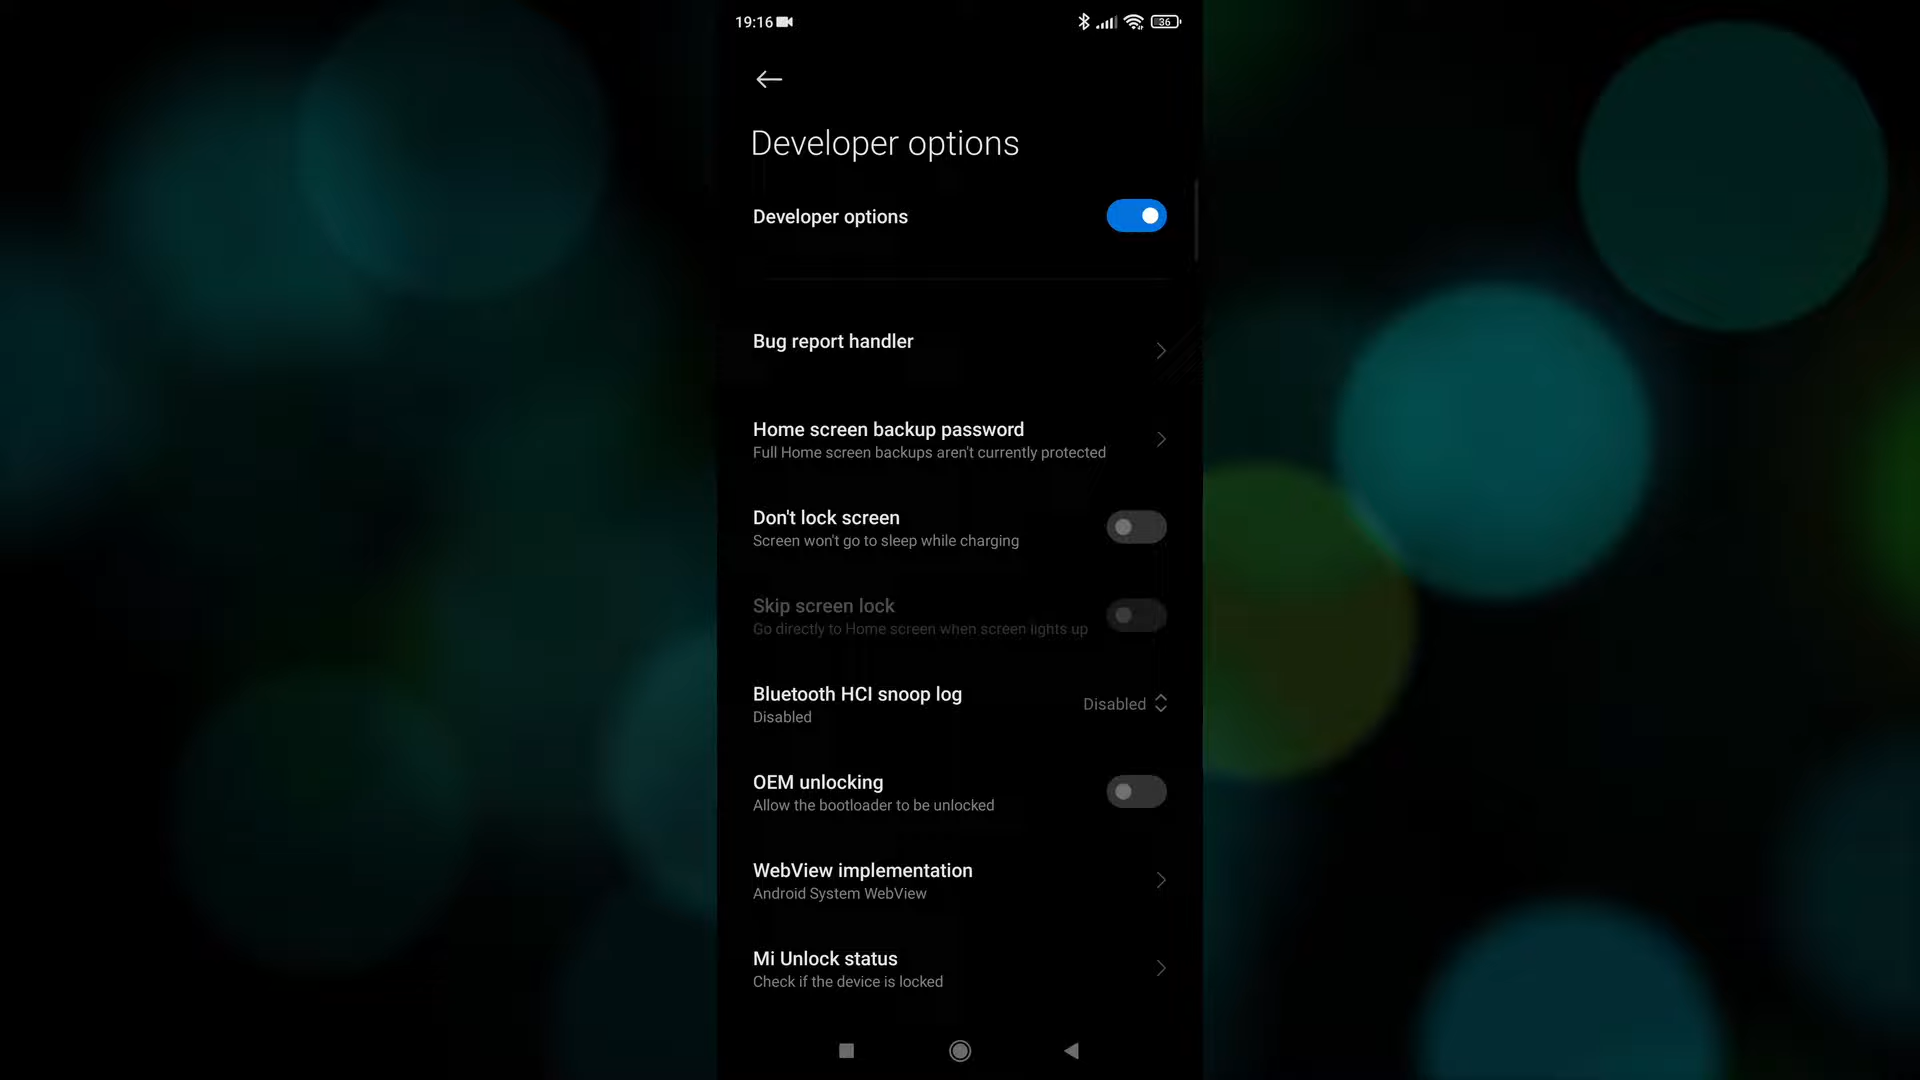 19:16
36
Developer options
Developer options
Bug report handler
Home screen backup password
Full Home screen backups aren't currently protected
Don't lock screen
Screen won't go to sleep while charging
Skip screen lock
Go directly to Home screen when screen lights up
Bluetooth HCI snoop log
Disabled
Disabled
OEM unlocking
Allow the bootloader to be unlocked
WebView implementation
Android System WebView
Mi Unlock status
Check if the device is locked